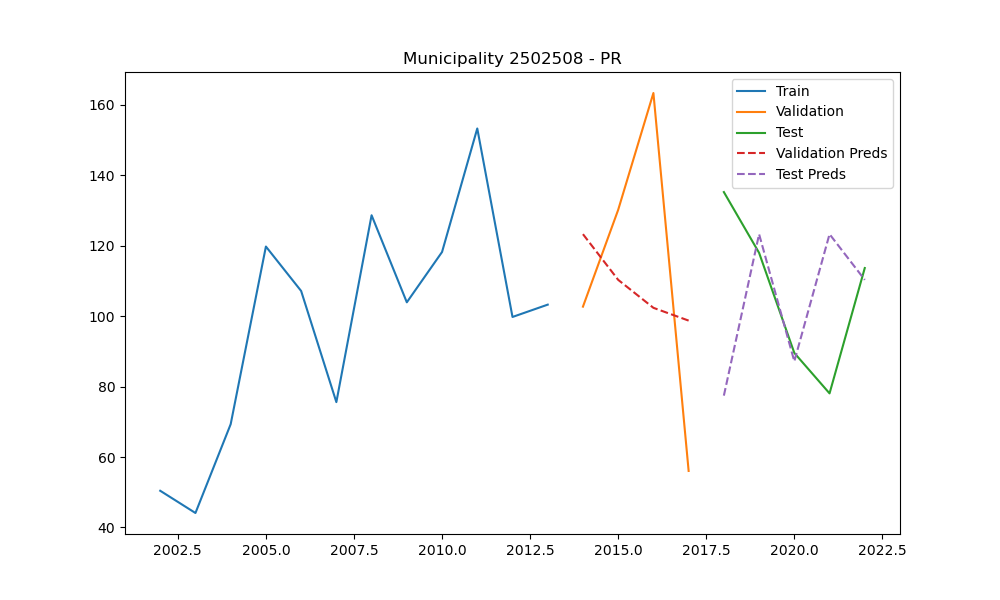 Municipality 2502508 - PR
Train
Validation
Test
Validation Preds
Test Preds
160
140
120
100
80
60
40
2002.5 2005.0 2007.5 2010.0 2012.5 2015.0 2017.5 2020.0 2022.5